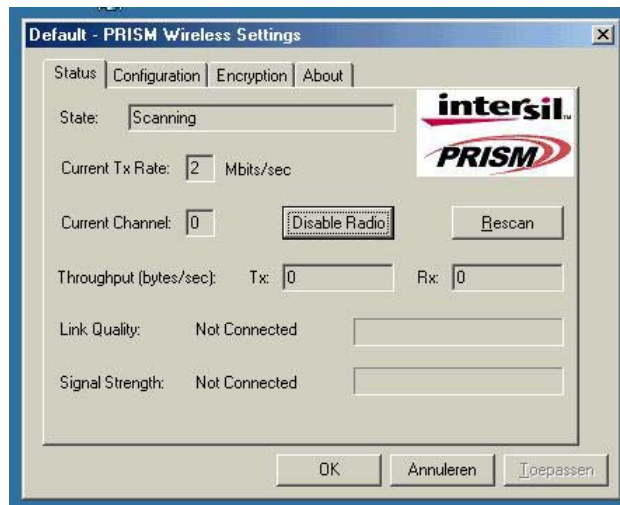 Default - PRISM Wireless Settings
Status Configuration Encryption About
intersil
PRISM
State: Scanning
Current Tx Rate: 2 Mbits/sec
Current Channel: 0 Disable Radio Rescan
Throughput (bytes/sec): Tx: 0 Rx: 0
Link Quality: Not Connected
Signal Strength: Not Connected
OK Annuleren Toepassen